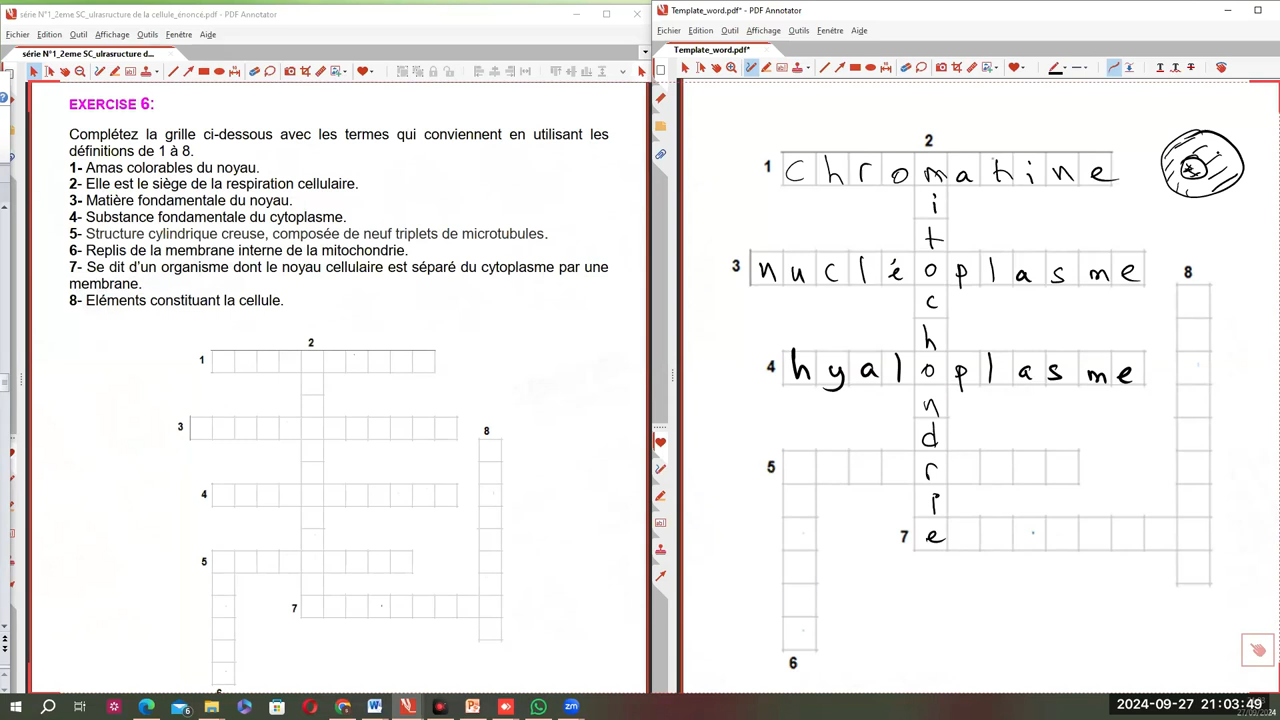 série N°1_2eme SC_ulrasructure de la cellule_énoncé.pdf - PDF Annotator
Fichier Edition Outil Affichage Outils Fenêtre Aide
série N°1_2eme SC_ulrasructure d...
EXERCISE 6:
Complétez la grille ci-dessous avec les termes qui conviennent en utilisant les
définitions de 1 à 8.
1- Amas colorables du noyau.
2- Elle est le siège de la respiration cellulaire.
3- Matière fondamentale du noyau.
4- Substance fondamentale du cytoplasme.
5- Structure cylindrique creuse, composée de neuf triplets de microtubules.
6- Replis de la membrane interne de la mitochondrie.
7- Se dit d'un organisme dont le noyau cellulaire est séparé du cytoplasme par une
membrane.
8- Eléments constituant la cellule.
2
1
3
8
4
5
7
6
Template_word.pdf* - PDF Annotator
Fichier Edition Outil Affichage Outils Fenêtre Aide
Template_word.pdf*
2
1 Chromatine
i
t
3 nucléoplasme
8
c
h
4 hyaloplasme
n
d
5 r
i
7 e
6
2024-09-27 21:03:49
27/09/2024